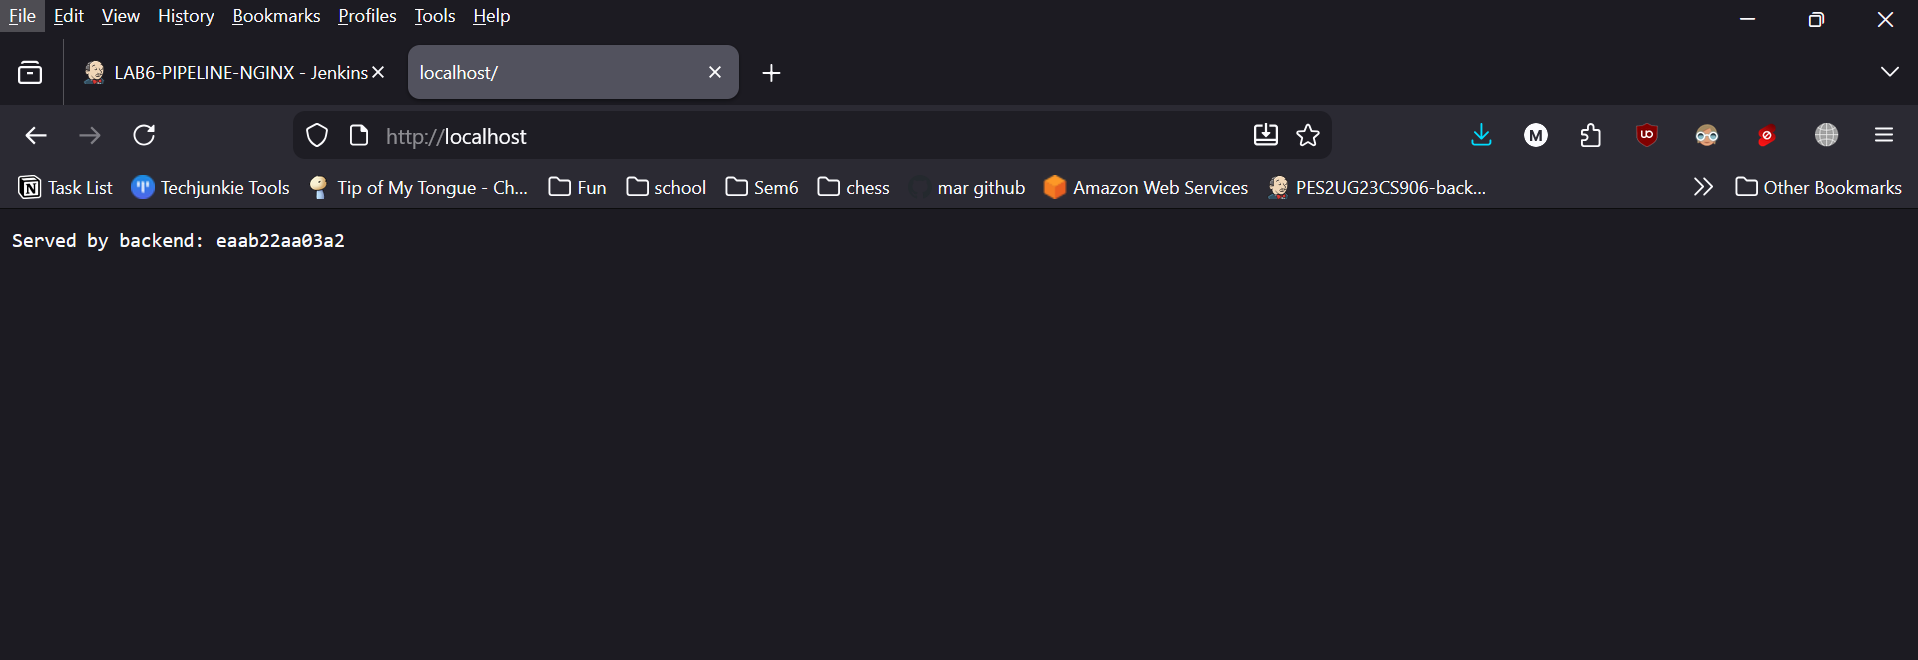 File Edit View History Bookmarks Profiles Tools Help
LAB6-PIPELINE-NGINX - Jenkins
localhost/
http://localhost
M
Task List Techjunkie Tools Tip of My Tongue - Ch... Fun school Sem6 chess mar github Amazon Web Services PES2UG23CS906-back... Other Bookmarks
Served by backend: eaab22aa03a2